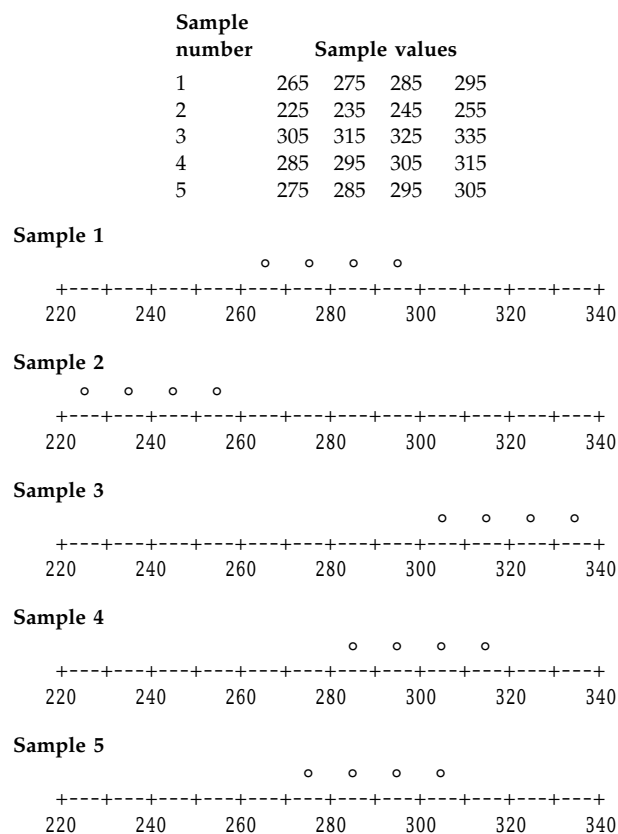 Sample
number Sample values
1 265 275 285 295
2 225 235 245 255
3 305 315 325 335
4 285 295 305 315
5 275 285 295 305
Sample 1
+---+---+---+---+---+---+---+---+---+---+---+---+
220 240 260 280 300 320 340
Sample 2
+---+---+---+---+---+---+---+---+---+---+---+---+
220 240 260 280 300 320 340
Sample 3
+---+---+---+---+---+---+---+---+---+---+---+---+
220 240 260 280 300 320 340
Sample 4
+---+---+---+---+---+---+---+---+---+---+---+---+
220 240 260 280 300 320 340
Sample 5
+---+---+---+---+---+---+---+---+---+---+---+---+
220 240 260 280 300 320 340